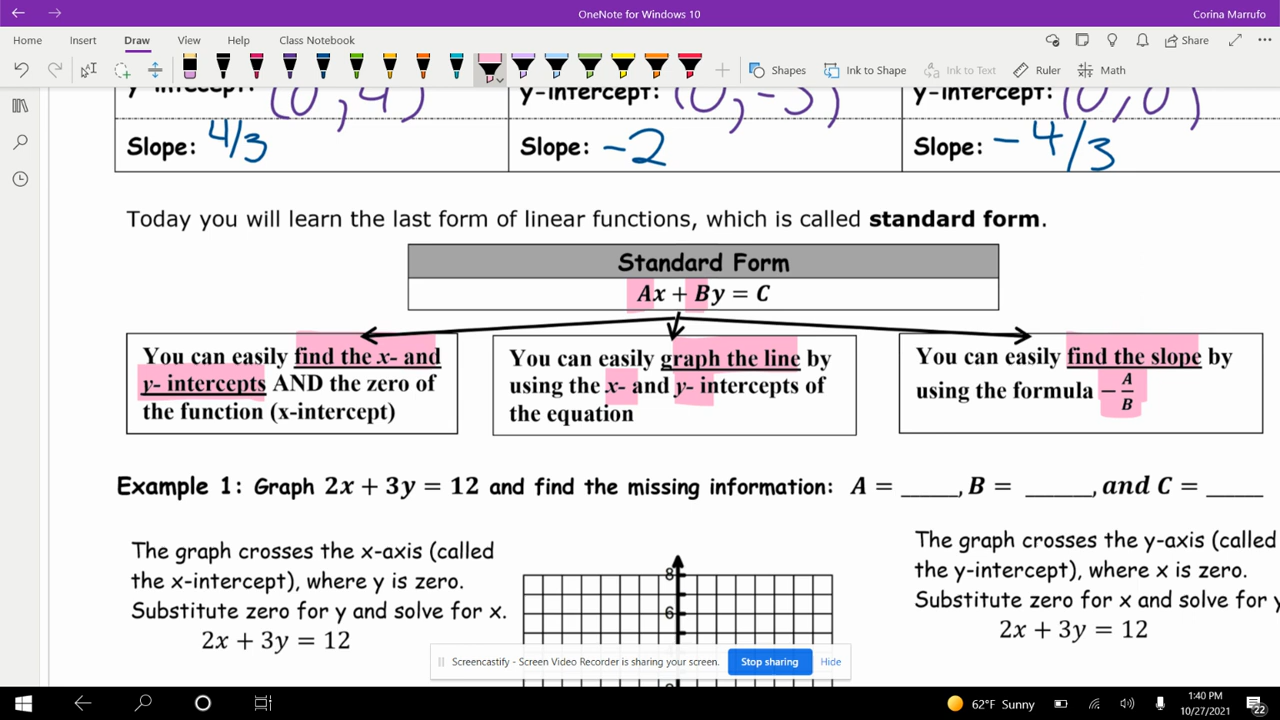 OneNote for Windows 10
Corina Marrufo
Home Insert Draw View Help Class Notebook
Share
Shapes Ink to Shape Ink to Text Ruler Math
y-intercept: (0, 4) y-intercept: (0, -3) y-intercept: (0, 0)
Slope: 4/3 Slope: -2 Slope: -4/3
Today you will learn the last form of linear functions, which is called standard form.
Standard Form
Ax + By = C
You can easily find the x- and
y- intercepts AND the zero of
the function (x-intercept)
You can easily graph the line by
using the x- and y- intercepts of
the equation
You can easily find the slope by
using the formula −A/B
Example 1: Graph 2x + 3y = 12 and find the missing information: A = _____, B = _____, and C = _____
The graph crosses the x-axis (called
the x-intercept), where y is zero.
Substitute zero for y and solve for x.
2x + 3y = 12
8
6
The graph crosses the y-axis (called
the y-intercept), where x is zero.
Substitute zero for x and solve for y
2x + 3y = 12
Screencastify - Screen Video Recorder is sharing your screen. Stop sharing Hide
62°F Sunny
1:40 PM
10/27/2021
22